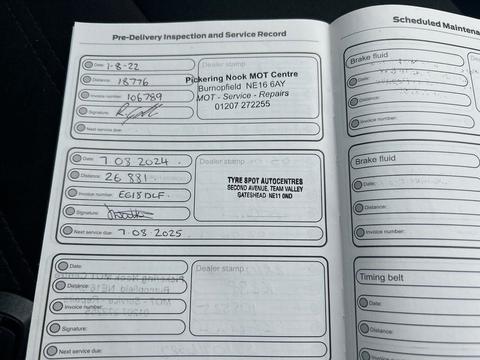 Pre-Delivery Inspection and Service Record
Date: 1-8-22
Distance: 18776
Invoice number: 106789
Signature:
Next service due:
Dealer stamp
Pickering Nook MOT Centre
Burnopfield NE16 6AY
MOT - Service - Repairs
01207 272255
Date: 7.08.2024.
Distance: 26 881
Invoice number: EG18DLF.
Signature:
Next service due: 7.08.2025.
Dealer stamp
TYRE SPOT AUTOCENTRES
SECOND AVENUE, TEAM VALLEY
GATESHEAD NE11 0ND
Date:
Distance:
Invoice number:
Signature:
Next service due:
Dealer stamp
Scheduled Maintena
Brake fluid
Date:
Distance:
Invoice number:
Brake fluid
Date:
Distance:
Invoice number:
Timing belt
Date:
Distance:
Invoice number: